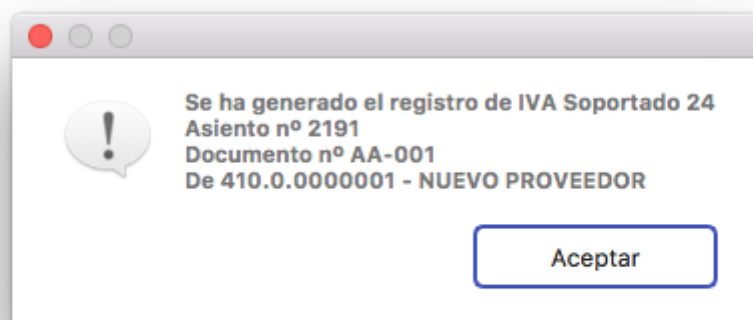 Se ha generado el registro de IVA Soportado 24
Asiento nº 2191
Documento nº AA-001
De 410.0.0000001 - NUEVO PROVEEDOR
Aceptar